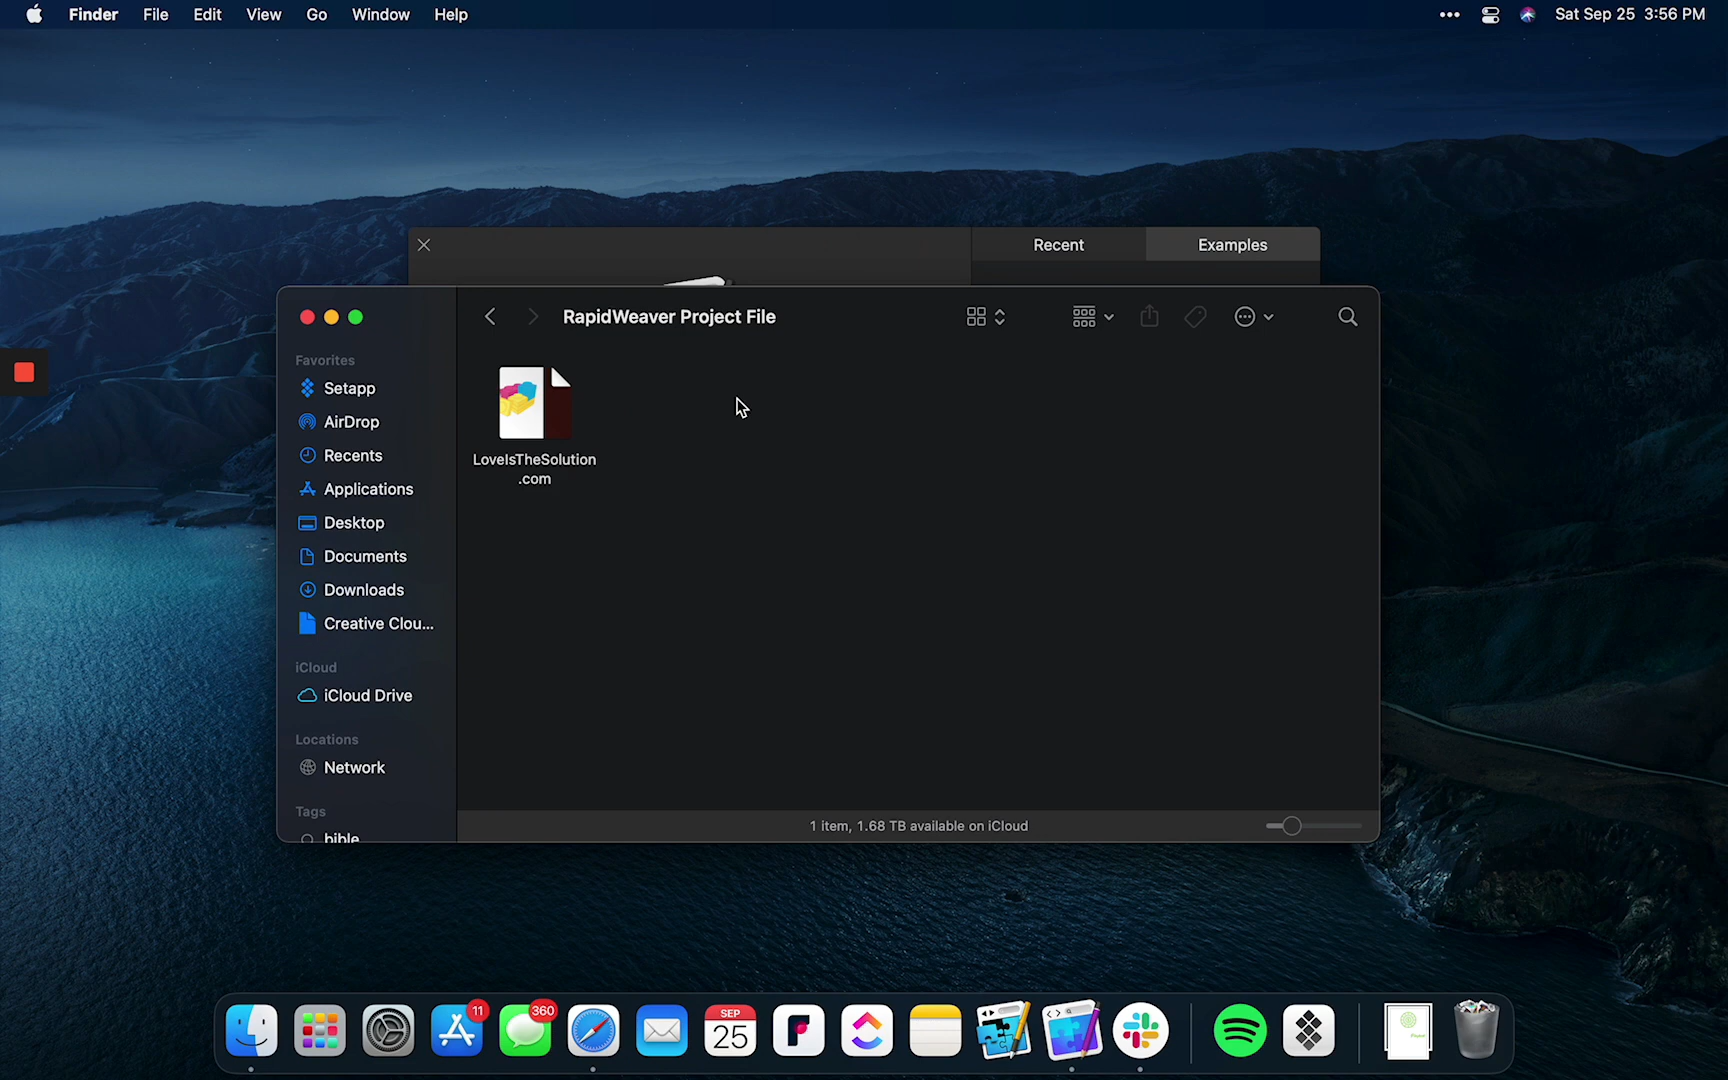 Finder File Edit View Go Window Help
Sat Sep 25 3:56 PM
Recent
Examples
RapidWeaver Project File
Favorites
Setapp
AirDrop
Recents
Applications
Desktop
Documents
Downloads
Creative Clou...
iCloud
iCloud Drive
Locations
Network
Tags
bible
LoveIsTheSolution
.com
1 item, 1.68 TB available on iCloud
11
360
SEP
25